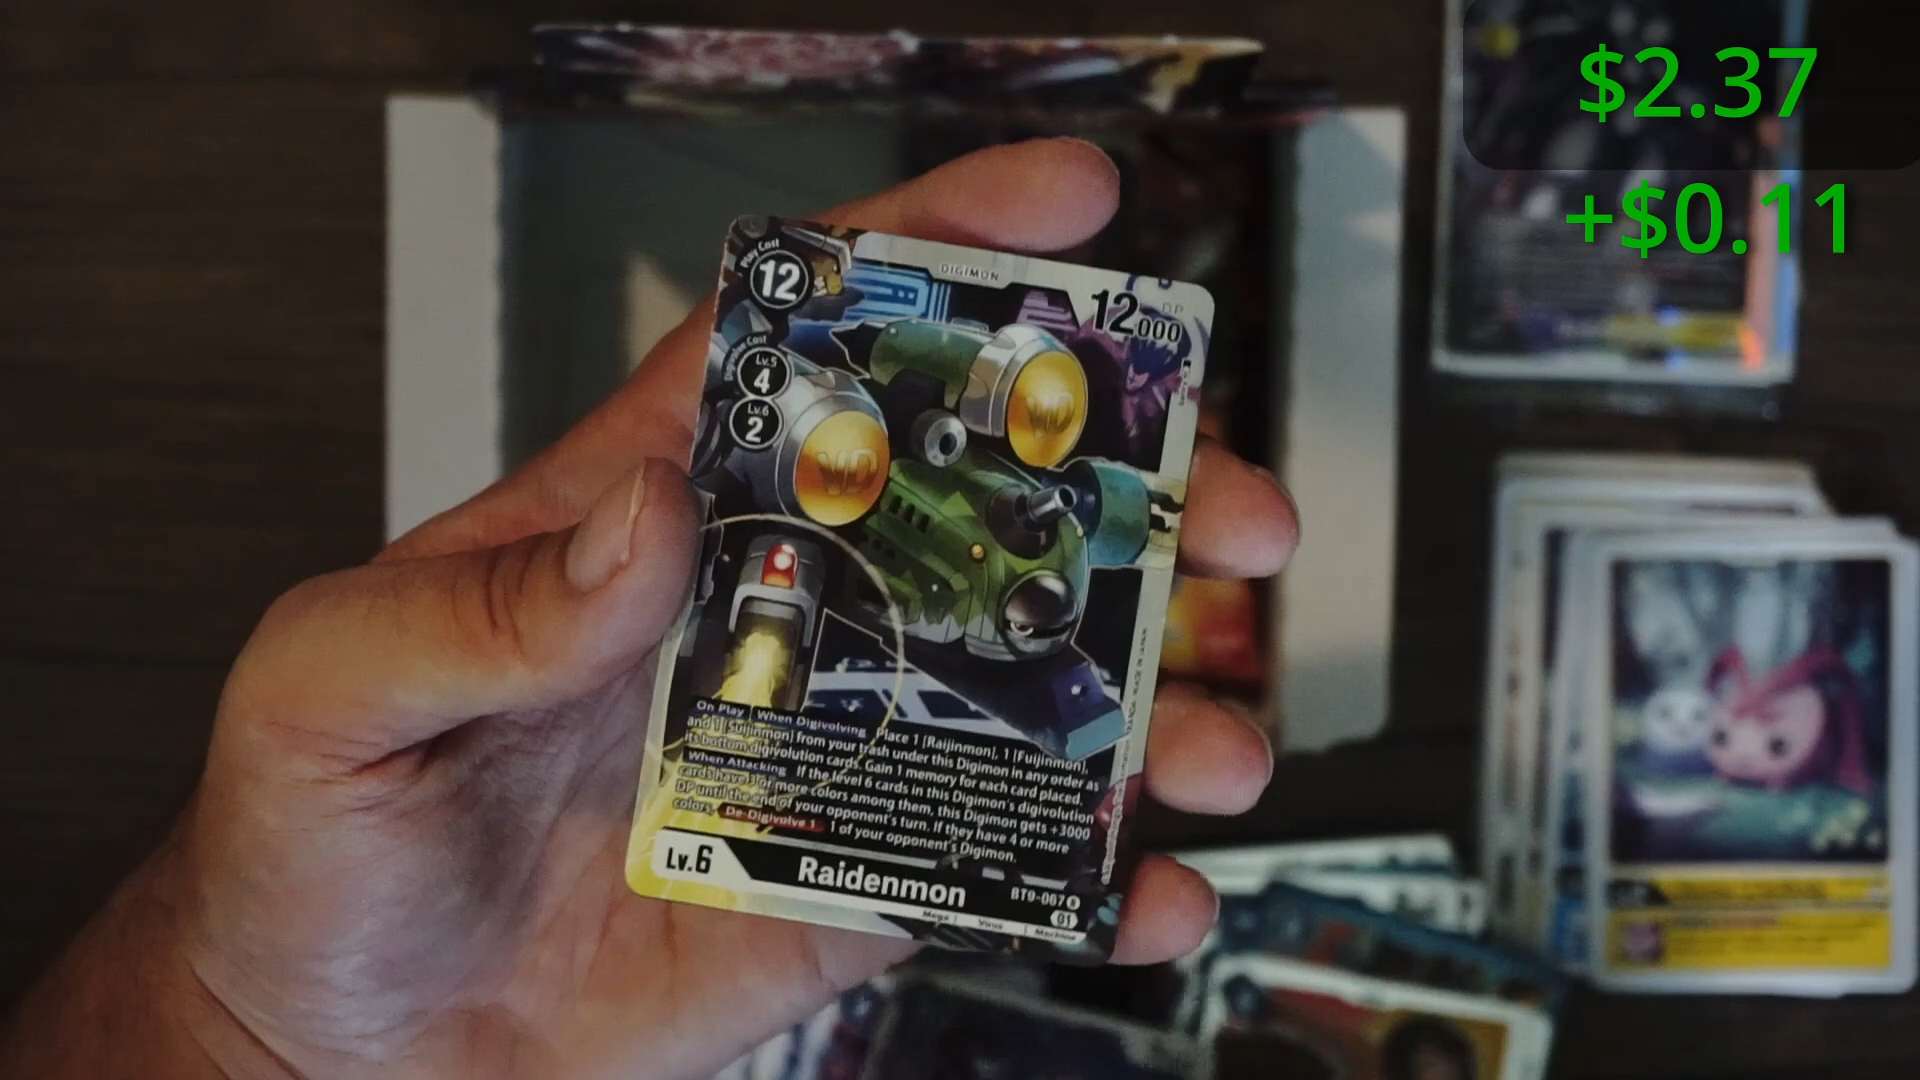 $2.37
+$0.11
Play Cost
12
DIGIMON
DP
12000
Digivolve Cost
Lv.5
4
Lv.6
2
On Play When Digivolving Place 1 [Raijinmon], 1 [Fuijinmon],
and 1 [Suijinmon] from your trash under this Digimon in any order as
its bottom digivolution cards. Gain 1 memory for each card placed.
When Attacking If the level 6 cards in this Digimon's digivolution
cards have 3 or more colors among them, this Digimon gets +3000
DP until the end of your opponent's turn. If they have 4 or more
colors, De-Digivolve 1 1 of your opponent's Digimon.
Lv.6
Raidenmon
BT9-067 R
01
Mega Virus Machine